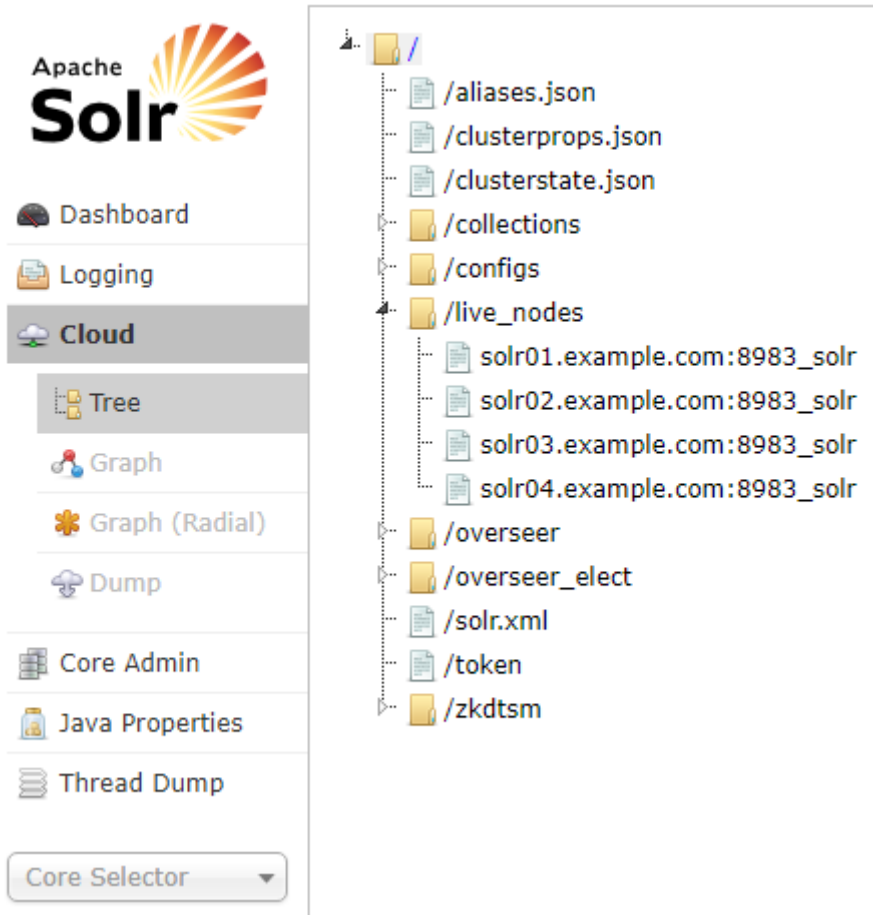 Apache
Solr
Dashboard
Logging
Cloud
Tree
Graph
Graph (Radial)
Dump
Core Admin
Java Properties
Thread Dump
Core Selector
/
/aliases.json
/clusterprops.json
/clusterstate.json
/collections
/configs
/live_nodes
solr01.example.com:8983_solr
solr02.example.com:8983_solr
solr03.example.com:8983_solr
solr04.example.com:8983_solr
/overseer
/overseer_elect
/solr.xml
/token
/zkdtsm